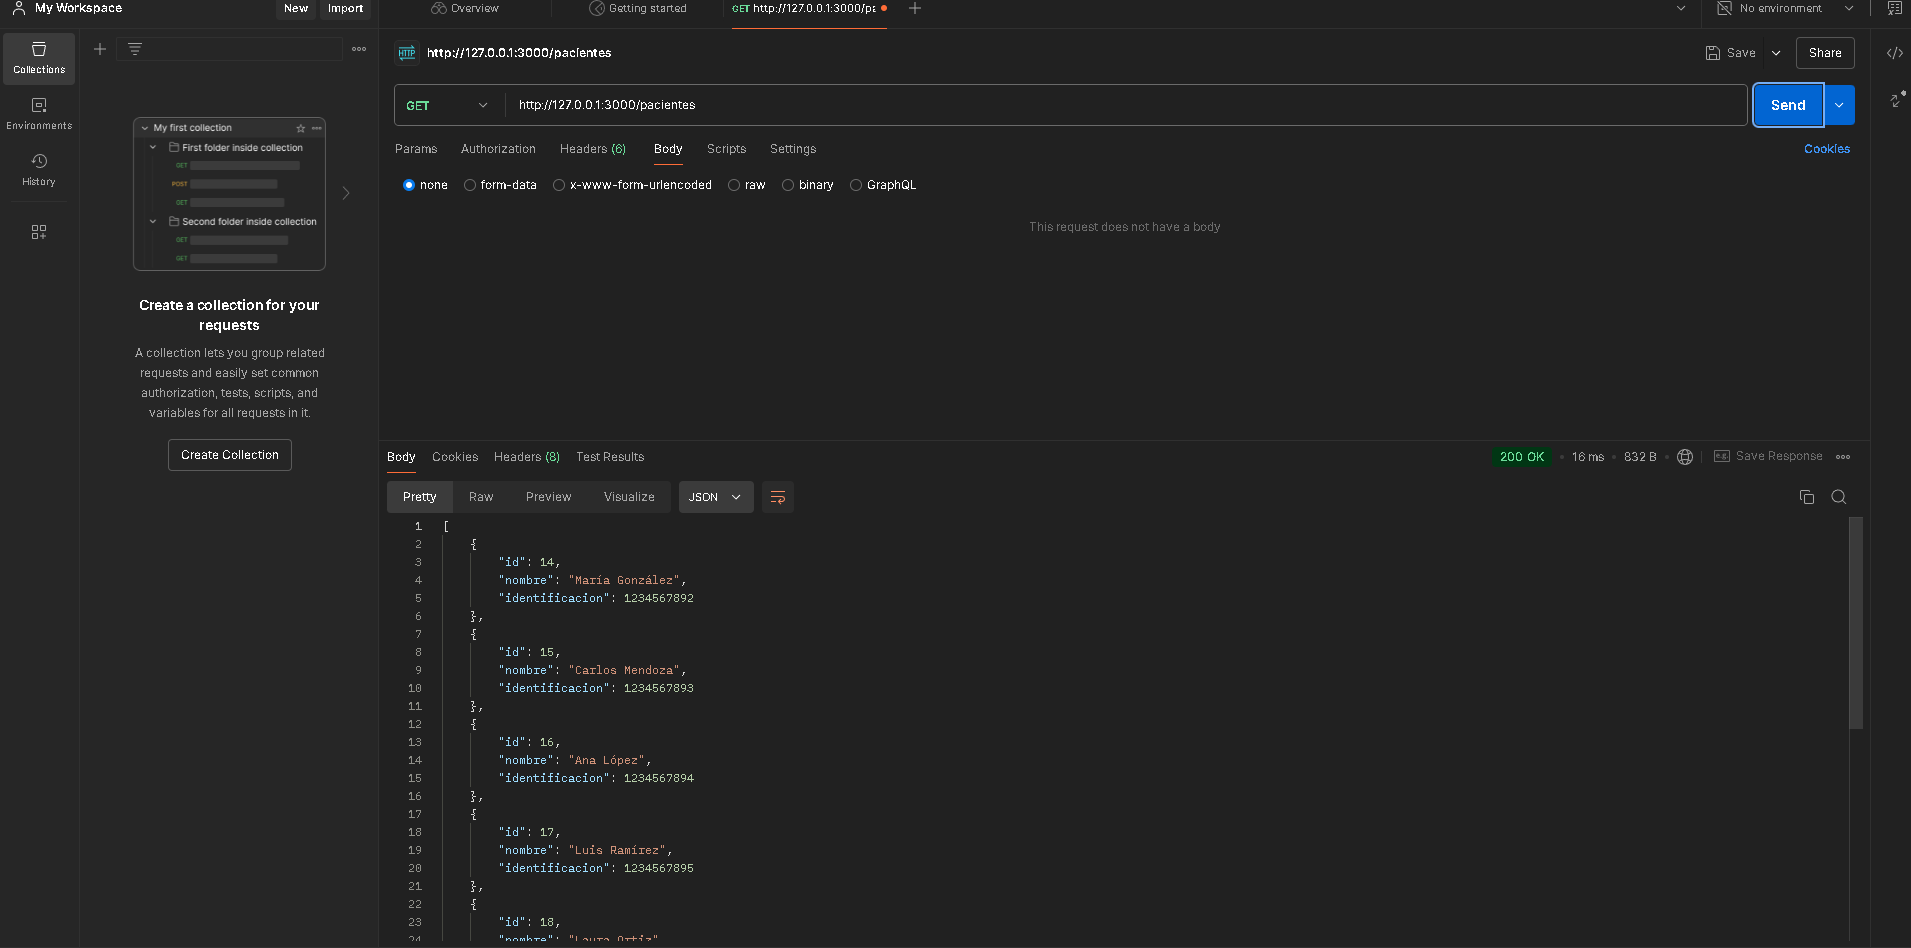 My Workspace
New
Import
Overview
Getting started
GET http://127.0.0.1:3000/pa
No environment
Collections
Environments
History
My first collection
First folder inside collection
GET
POST
GET
Second folder inside collection
GET
GET
Create a collection for your
requests
A collection lets you group related
requests and easily set common
authorization, tests, scripts, and
variables for all requests in it.
Create Collection
HTTP
http://127.0.0.1:3000/pacientes
Save
Share
GET
http://127.0.0.1:3000/pacientes
Send
Params
Authorization
Headers (6)
Body
Scripts
Settings
Cookies
none
form-data
x-www-form-urlencoded
raw
binary
GraphQL
This request does not have a body
Body
Cookies
Headers (8)
Test Results
200 OK
16 ms
832 B
e.g.
Save Response
Pretty
Raw
Preview
Visualize
JSON
1 [
2 {
3 "id": 14,
4 "nombre": "María González",
5 "identificacion": 1234567892
6 },
7 {
8 "id": 15,
9 "nombre": "Carlos Mendoza",
10 "identificacion": 1234567893
11 },
12 {
13 "id": 16,
14 "nombre": "Ana López",
15 "identificacion": 1234567894
16 },
17 {
18 "id": 17,
19 "nombre": "Luis Ramírez",
20 "identificacion": 1234567895
21 },
22 {
23 "id": 18,
24 "nombre": "Laura Ortiz"